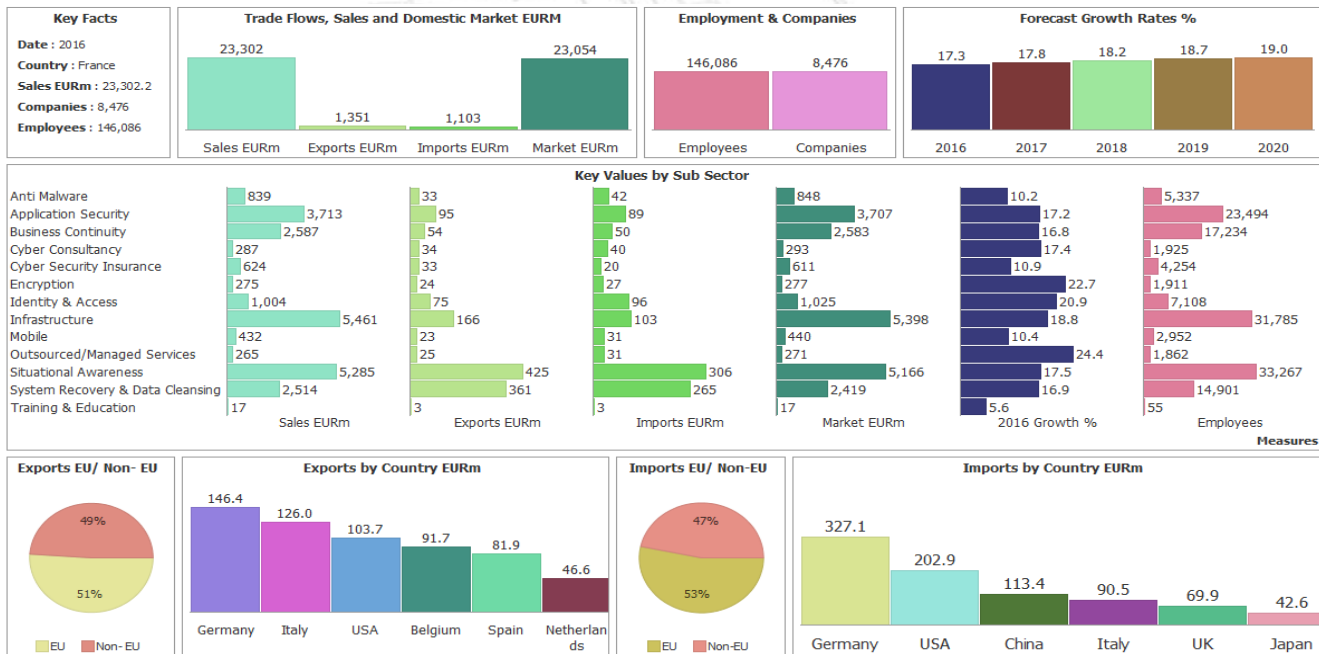 Key Facts
Date : 2016
Country : France
Sales EURm : 23,302.2
Companies : 8,476
Employees : 146,086
Trade Flows, Sales and Domestic Market EURM
23,302
1,351
1,103
23,054
Sales EURm Exports EURm Imports EURm Market EURm
Employment & Companies
146,086 8,476
Employees Companies
Forecast Growth Rates %
17.3 17.8 18.2 18.7 19.0
2016 2017 2018 2019 2020
Key Values by Sub Sector
Anti Malware 839 33 42 848 10.2 5,337
Application Security 3,713 95 89 3,707 17.2 23,494
Business Continuity 2,587 54 50 2,583 16.8 17,234
Cyber Consultancy 287 34 40 293 17.4 1,925
Cyber Security Insurance 624 33 20 611 10.9 4,254
Encryption 275 24 27 277 22.7 1,911
Identity & Access 1,004 75 96 1,025 20.9 7,108
Infrastructure 5,461 166 103 5,398 18.8 31,785
Mobile 432 23 31 440 10.4 2,952
Outsourced/Managed Services 265 25 31 271 24.4 1,862
Situational Awareness 5,285 425 306 5,166 17.5 33,267
System Recovery & Data Cleansing 2,514 361 265 2,419 16.9 14,901
Training & Education 17 3 3 17 5.6 55
Sales EURm Exports EURm Imports EURm Market EURm 2016 Growth % Employees
Measures
Exports EU/ Non- EU
49%
51%
EU Non- EU
Exports by Country EURm
146.4 126.0 103.7 91.7 81.9 46.6
Germany Italy USA Belgium Spain Netherlan
ds
Imports EU/ Non-EU
47%
53%
EU Non-EU
Imports by Country EURm
327.1 202.9 113.4 90.5 69.9 42.6
Germany USA China Italy UK Japan